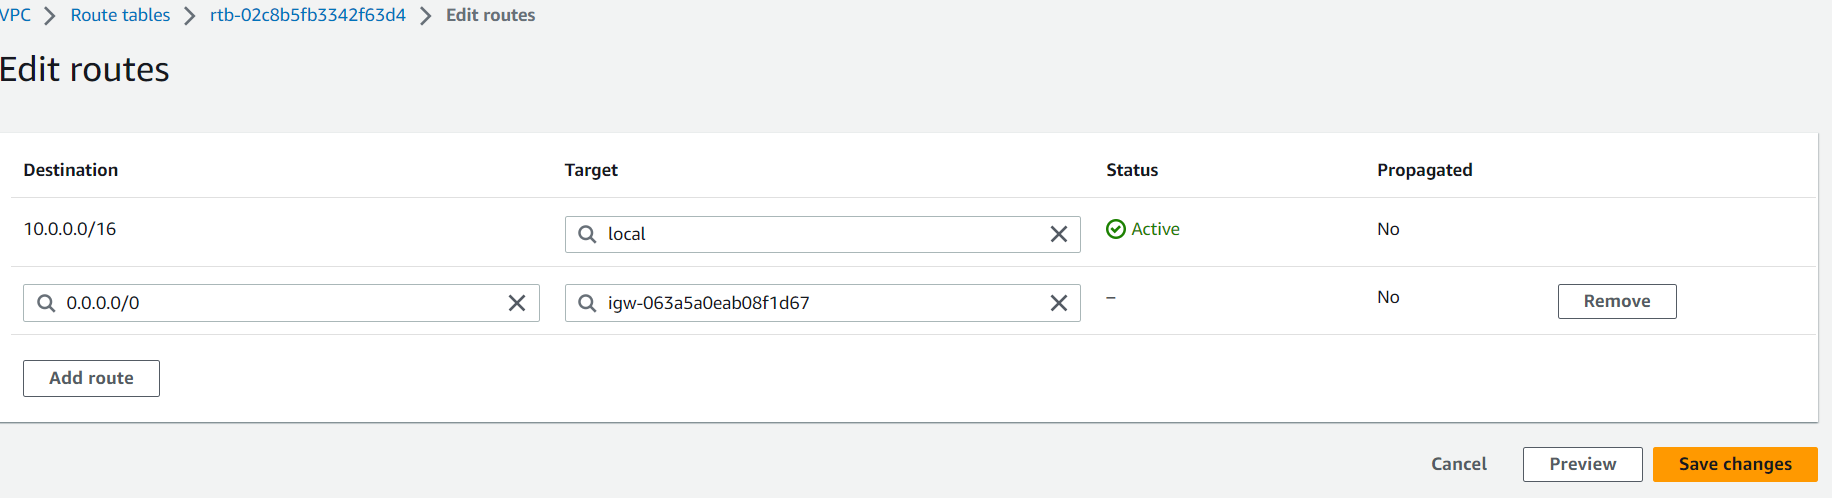 VPC > Route tables > rtb-02c8b5fb3342f63d4 > Edit routes
Edit routes
Destination Target Status Propagated
10.0.0.0/16 local Active No
0.0.0.0/0 igw-063a5a0eab08f1d67 – No Remove
Add route
Cancel Preview Save changes